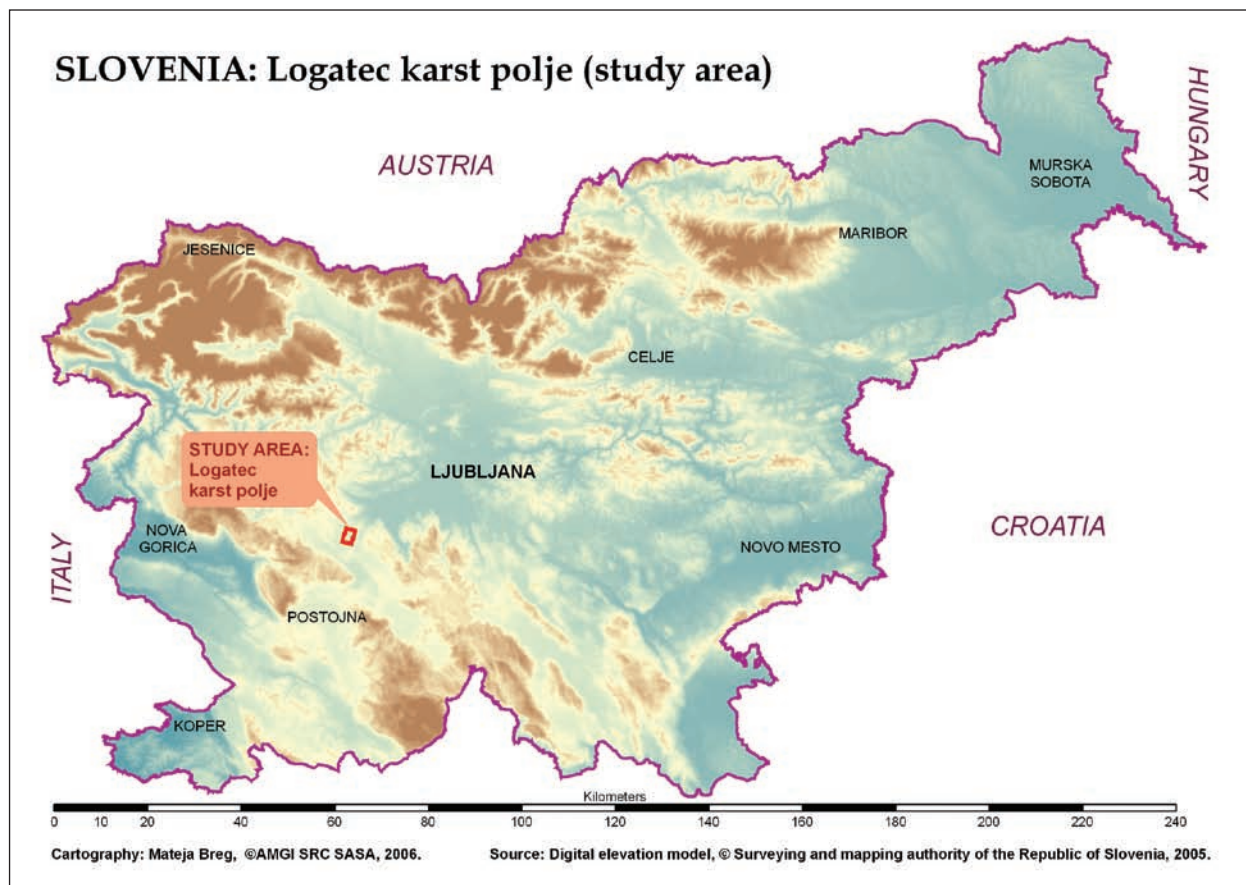 SLOVENIA: Logatec karst polje (study area)
HUNGARY
AUSTRIA
MURSKA
SOBOTA
MARIBOR
JESENICE
CELJE
STUDY AREA:
Logatec
karst polje
LJUBLJANA
CROATIA
NOVA
GORICA
NOVO MESTO
ITALY
POSTOJNA
KOPER
Kilometers
0 10 20 40 60 80 100 120 140 160 180 200 220 240
Cartography: Mateja Breg, ©AMGI SRC SASA, 2006.
Source: Digital elevation model, © Surveying and mapping authority of the Republic of Slovenia, 2005.